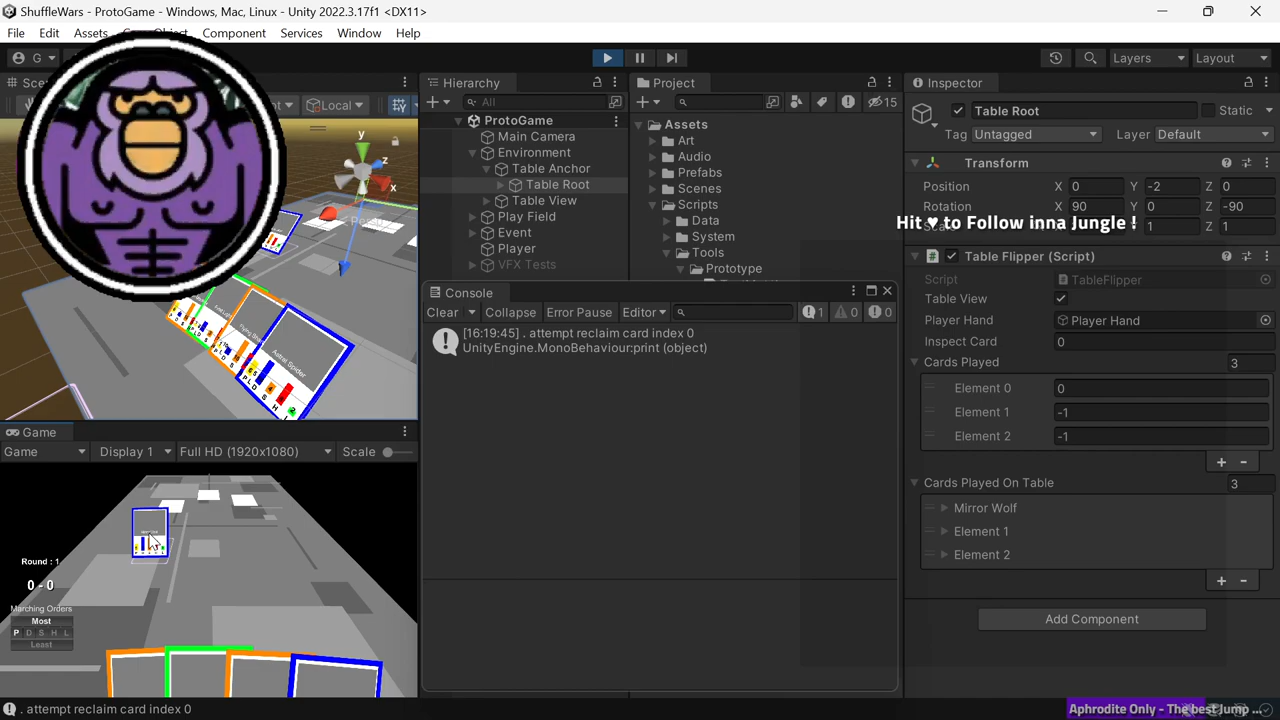 ShuffleWars - ProtoGame - Windows, Mac, Linux - Unity 2022.3.17f1 <DX11>
File Edit Assets Component Services Window Help
G Layers Layout
Hierarchy Project Inspector
Local All 15
Table Root Static
Tag Untagged Layer Default
ProtoGame
Main Camera
Environment
Table Anchor
Table Root
Table View
Play Field
Event
Player
VFX Tests
Assets
Art
Audio
Prefabs
Scenes
Scripts
Data
System
Tools
Prototype
y
z
x
Transform
Position X 0 Y -2 Z 0
Rotation X 90 Y 0 Z -90
Hit ♥ to Follow inna Jungle !
1 Z 1
Table Flipper (Script)
Script TableFlipper
Table View
Player Hand Player Hand
Inspect Card 0
Cards Played 3
Element 0 0
Element 1 -1
Element 2 -1
Cards Played On Table 3
Mirror Wolf
Element 1
Element 2
Add Component
Console
Clear Collapse Error Pause Editor 1 0 0
[16:19:45] . attempt reclaim card index 0
UnityEngine.MonoBehaviour:print (object)
Astral Spider
Game
Game Display 1 Full HD (1920x1080) Scale
Round : 1
0 - 0
Marching Orders
Most
P D S H L
Least
. attempt reclaim card index 0
Aphrodite Only - The best Jump ...